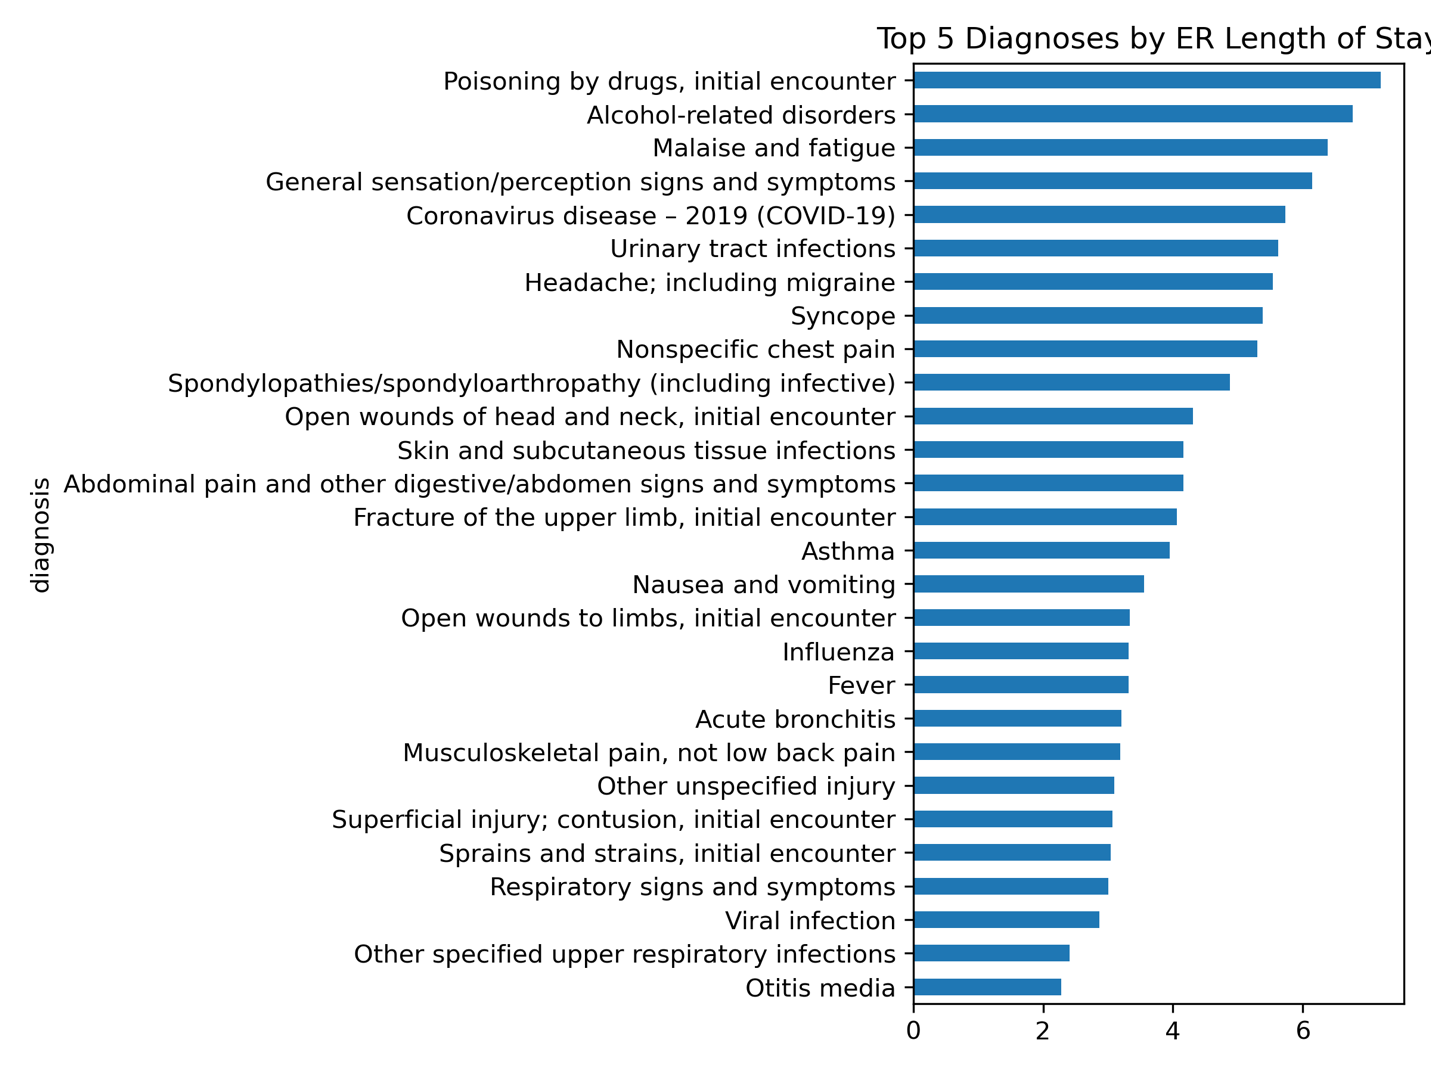 Top 5 Diagnoses by ER Length of Stay
Poisoning by drugs, initial encounter
Alcohol-related disorders
Malaise and fatigue
General sensation/perception signs and symptoms
Coronavirus disease – 2019 (COVID-19)
Urinary tract infections
Headache; including migraine
Syncope
Nonspecific chest pain
Spondylopathies/spondyloarthropathy (including infective)
Open wounds of head and neck, initial encounter
Skin and subcutaneous tissue infections
Abdominal pain and other digestive/abdomen signs and symptoms
Fracture of the upper limb, initial encounter
Asthma
Nausea and vomiting
Open wounds to limbs, initial encounter
Influenza
Fever
Acute bronchitis
Musculoskeletal pain, not low back pain
Other unspecified injury
Superficial injury; contusion, initial encounter
Sprains and strains, initial encounter
Respiratory signs and symptoms
Viral infection
Other specified upper respiratory infections
Otitis media
diagnosis
0 2 4 6